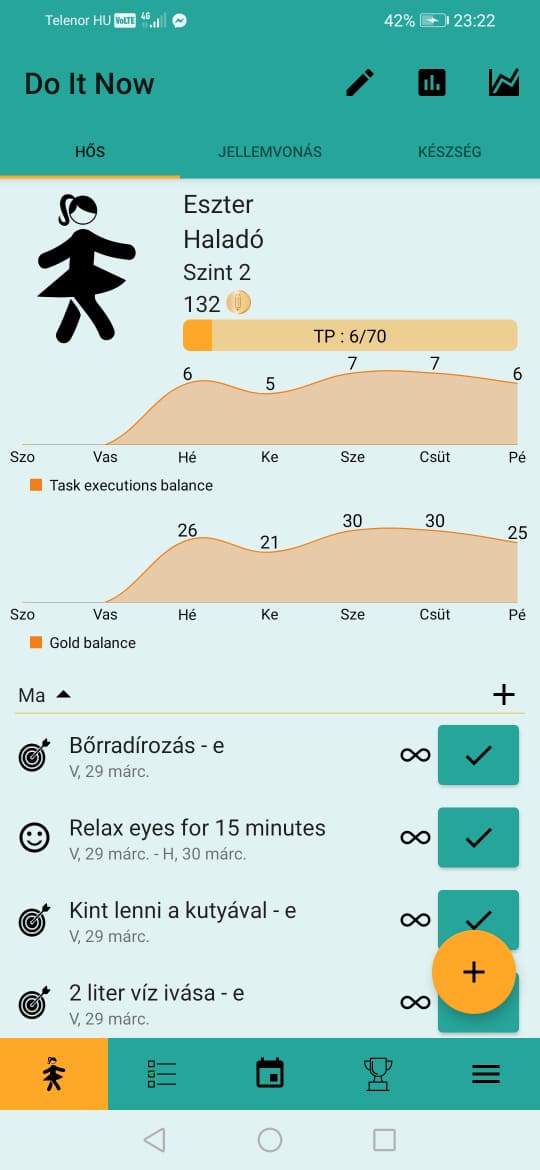 Telenor HU VoLTE 4G 42% 23:22
Do It Now
HŐS JELLEMVONÁS KÉSZSÉG
Eszter
Haladó
Szint 2
132
TP : 6/70
6 5 7 7 6
Szo Vas Hé Ke Sze Csüt Pé
Task executions balance
26 21 30 30 25
Szo Vas Hé Ke Sze Csüt Pé
Gold balance
Ma
Bőrradírozás - e
V, 29 márc.
Relax eyes for 15 minutes
V, 29 márc. - H, 30 márc.
Kint lenni a kutyával - e
V, 29 márc.
2 liter víz ivása - e
V, 29 márc.